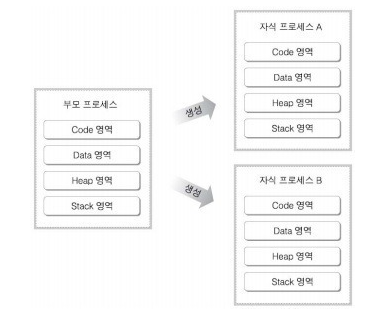 부모 프로세스
Code 영역
Data 영역
Heap 영역
Stack 영역
생성
생성
자식 프로세스 A
Code 영역
Data 영역
Heap 영역
Stack 영역
자식 프로세스 B
Code 영역
Data 영역
Heap 영역
Stack 영역